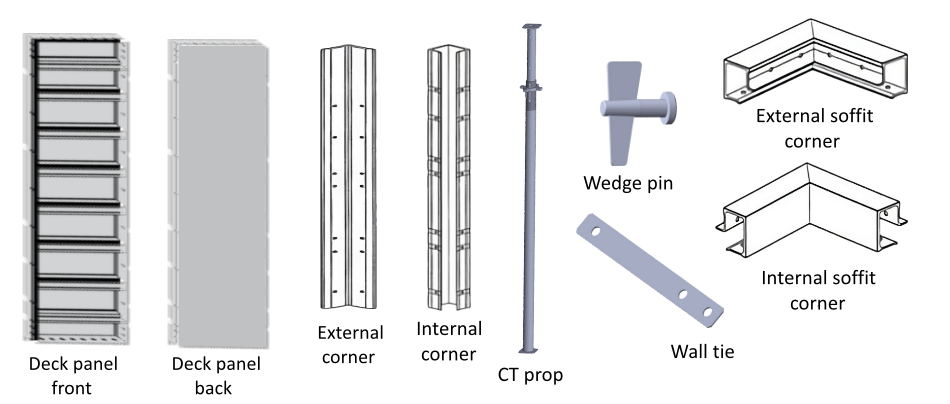 Deck panel
front
Deck panel
back
External
corner
Internal
corner
CT prop
Wedge pin
Wall tie
External soffit
corner
Internal soffit
corner